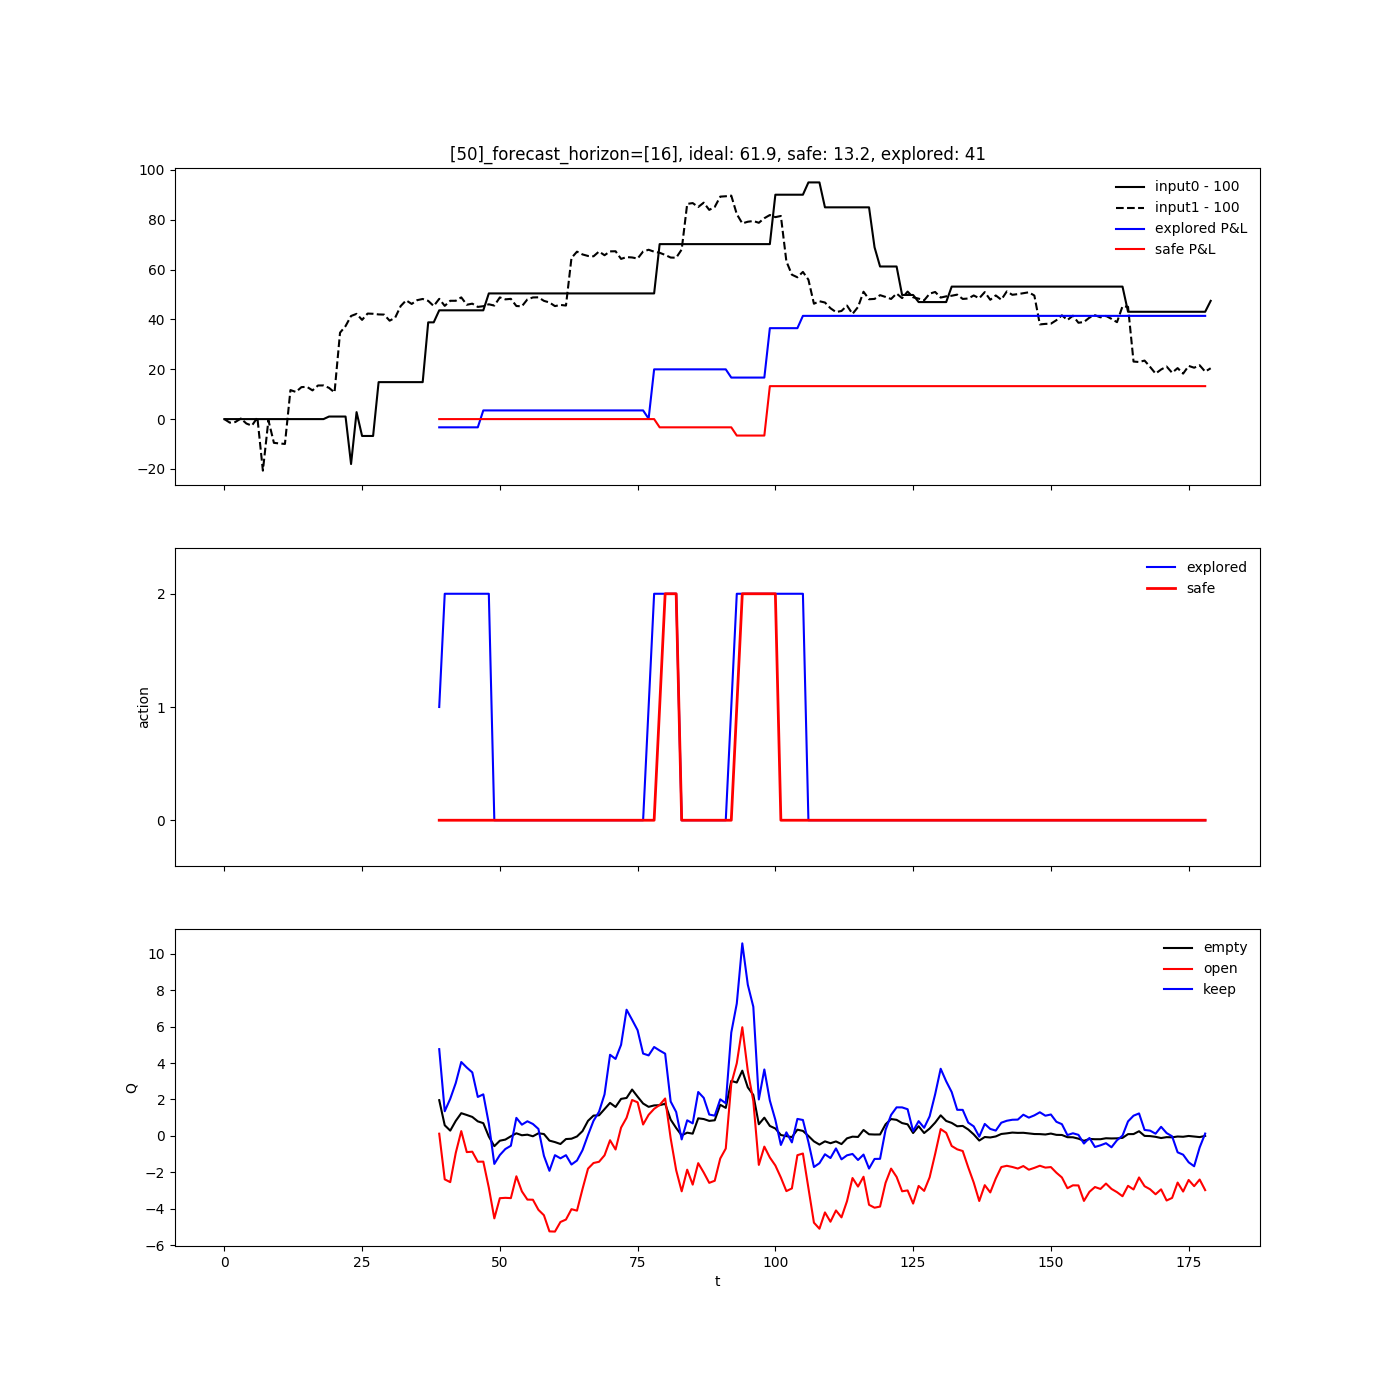 [50]_forecast_horizon=[16], ideal: 61.9, safe: 13.2, explored: 41
100
80
60
40
20
0
−20
input0 - 100
input1 - 100
explored P&L
safe P&L
2
1
0
action
explored
safe
10
8
6
4
2
0
−2
−4
−6
Q
empty
open
keep
0
25
50
75
100
125
150
175
t